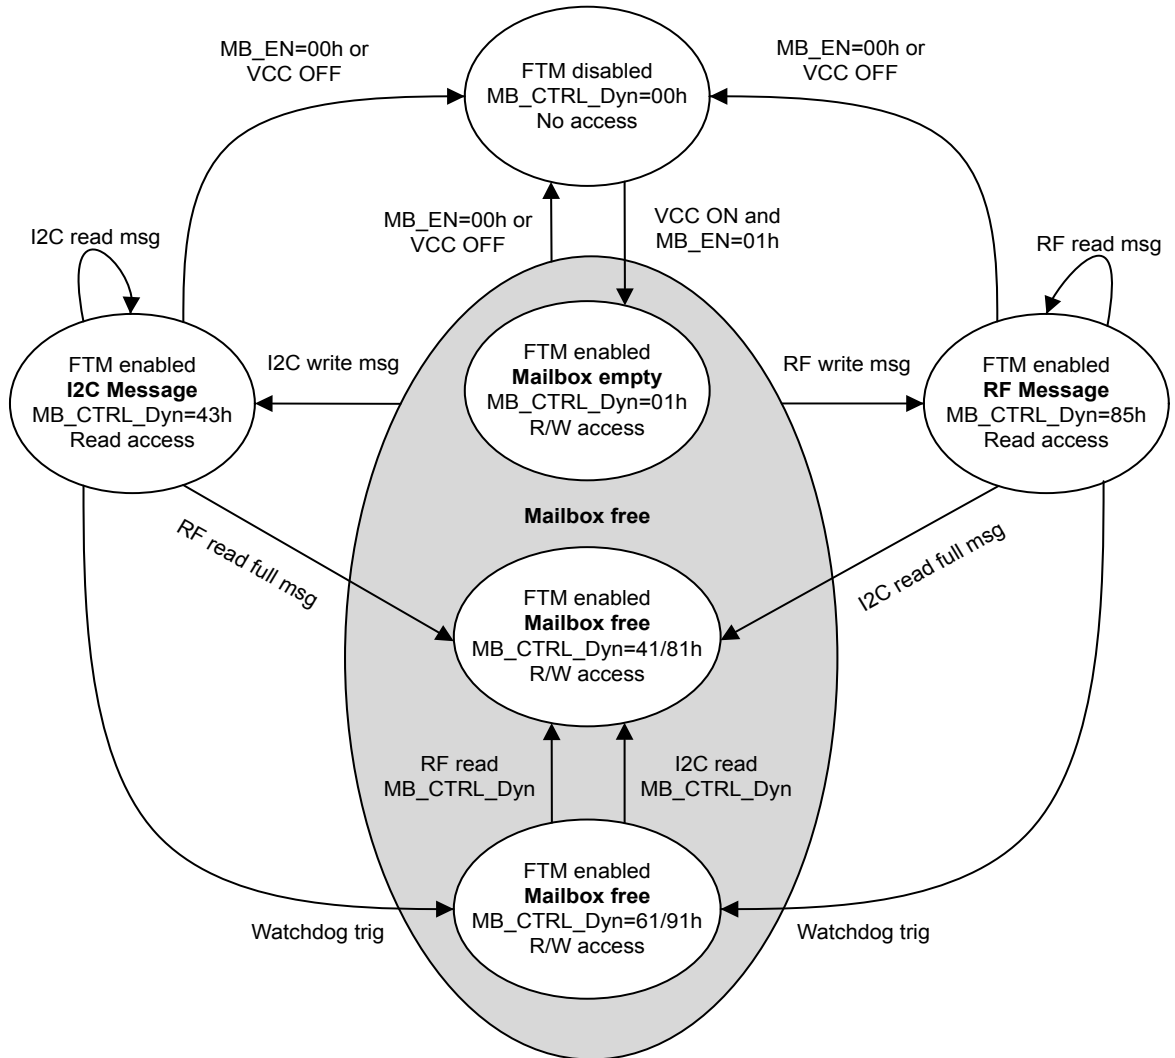 MB_EN=00h or
VCC OFF
FTM disabled
MB_CTRL_Dyn=00h
No access
MB_EN=00h or
VCC OFF
I2C read msg
MB_EN=00h or
VCC OFF
VCC ON and
MB_EN=01h
RF read msg
FTM enabled
I2C Message
MB_CTRL_Dyn=43h
Read access
I2C write msg
FTM enabled
Mailbox empty
MB_CTRL_Dyn=01h
R/W access
RF write msg
FTM enabled
RF Message
MB_CTRL_Dyn=85h
Read access
Mailbox free
RF read full msg
FTM enabled
Mailbox free
MB_CTRL_Dyn=41/81h
R/W access
I2C read full msg
RF read
MB_CTRL_Dyn
I2C read
MB_CTRL_Dyn
FTM enabled
Mailbox free
MB_CTRL_Dyn=61/91h
R/W access
Watchdog trig
Watchdog trig